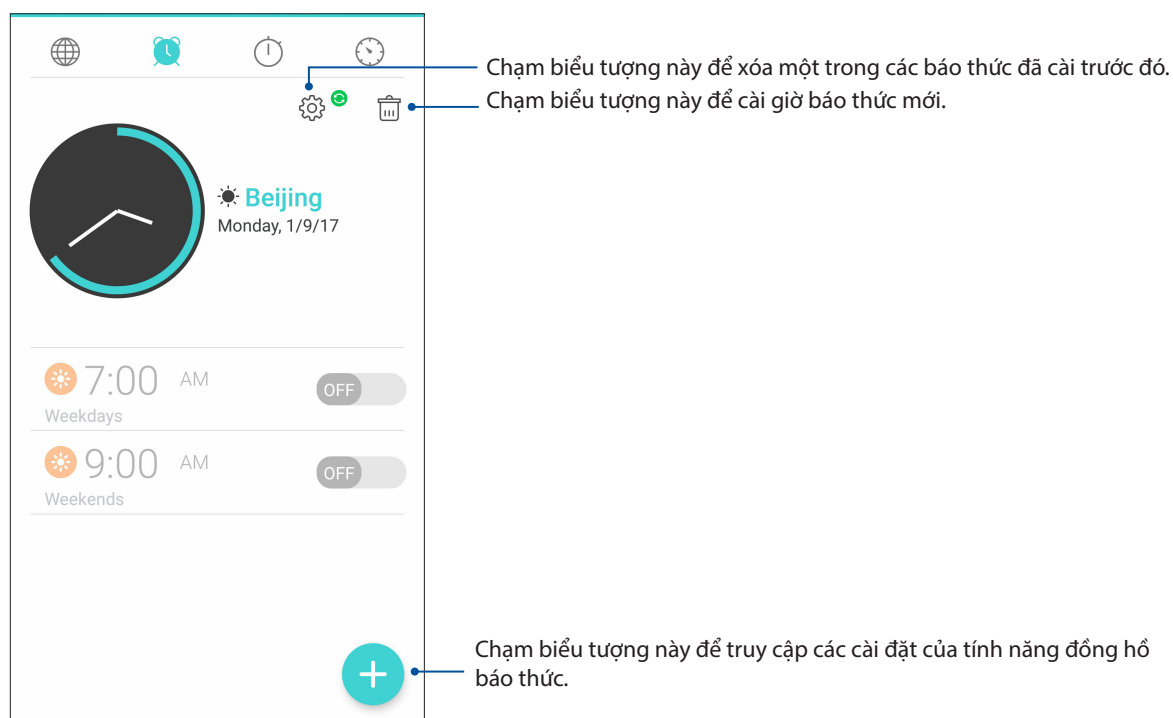 Chạm biểu tượng này để xóa một trong các báo thức đã cài trước đó.
Chạm biểu tượng này để cài giờ báo thức mới.
Beijing
Monday, 1/9/17
7:00 AM
OFF
Weekdays
9:00 AM
OFF
Weekends
Chạm biểu tượng này để truy cập các cài đặt của tính năng đồng hồ
báo thức.